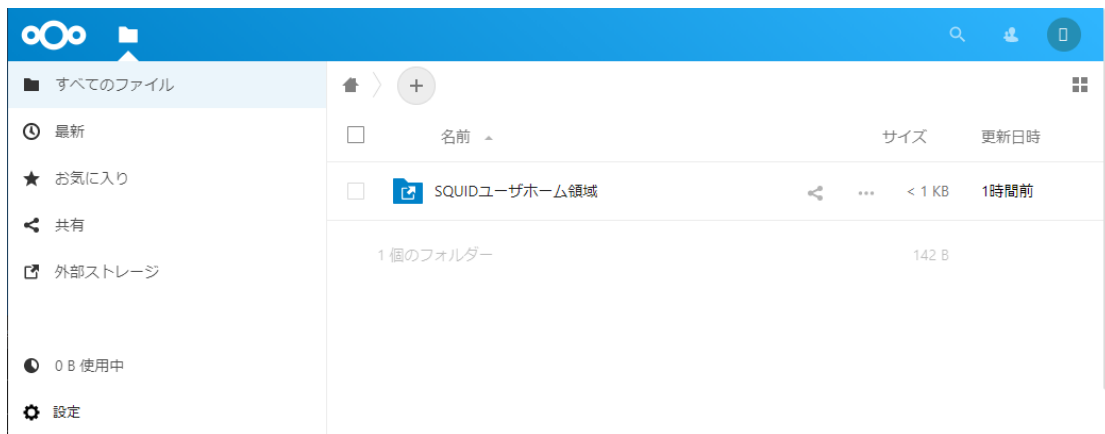 すべてのファイル
最新
お気に入り
共有
外部ストレージ
0 B 使用中
設定
名前 サイズ 更新日時
SQUIDユーザホーム領域 < 1 KB 1時間前
1 個のフォルダー 142 B